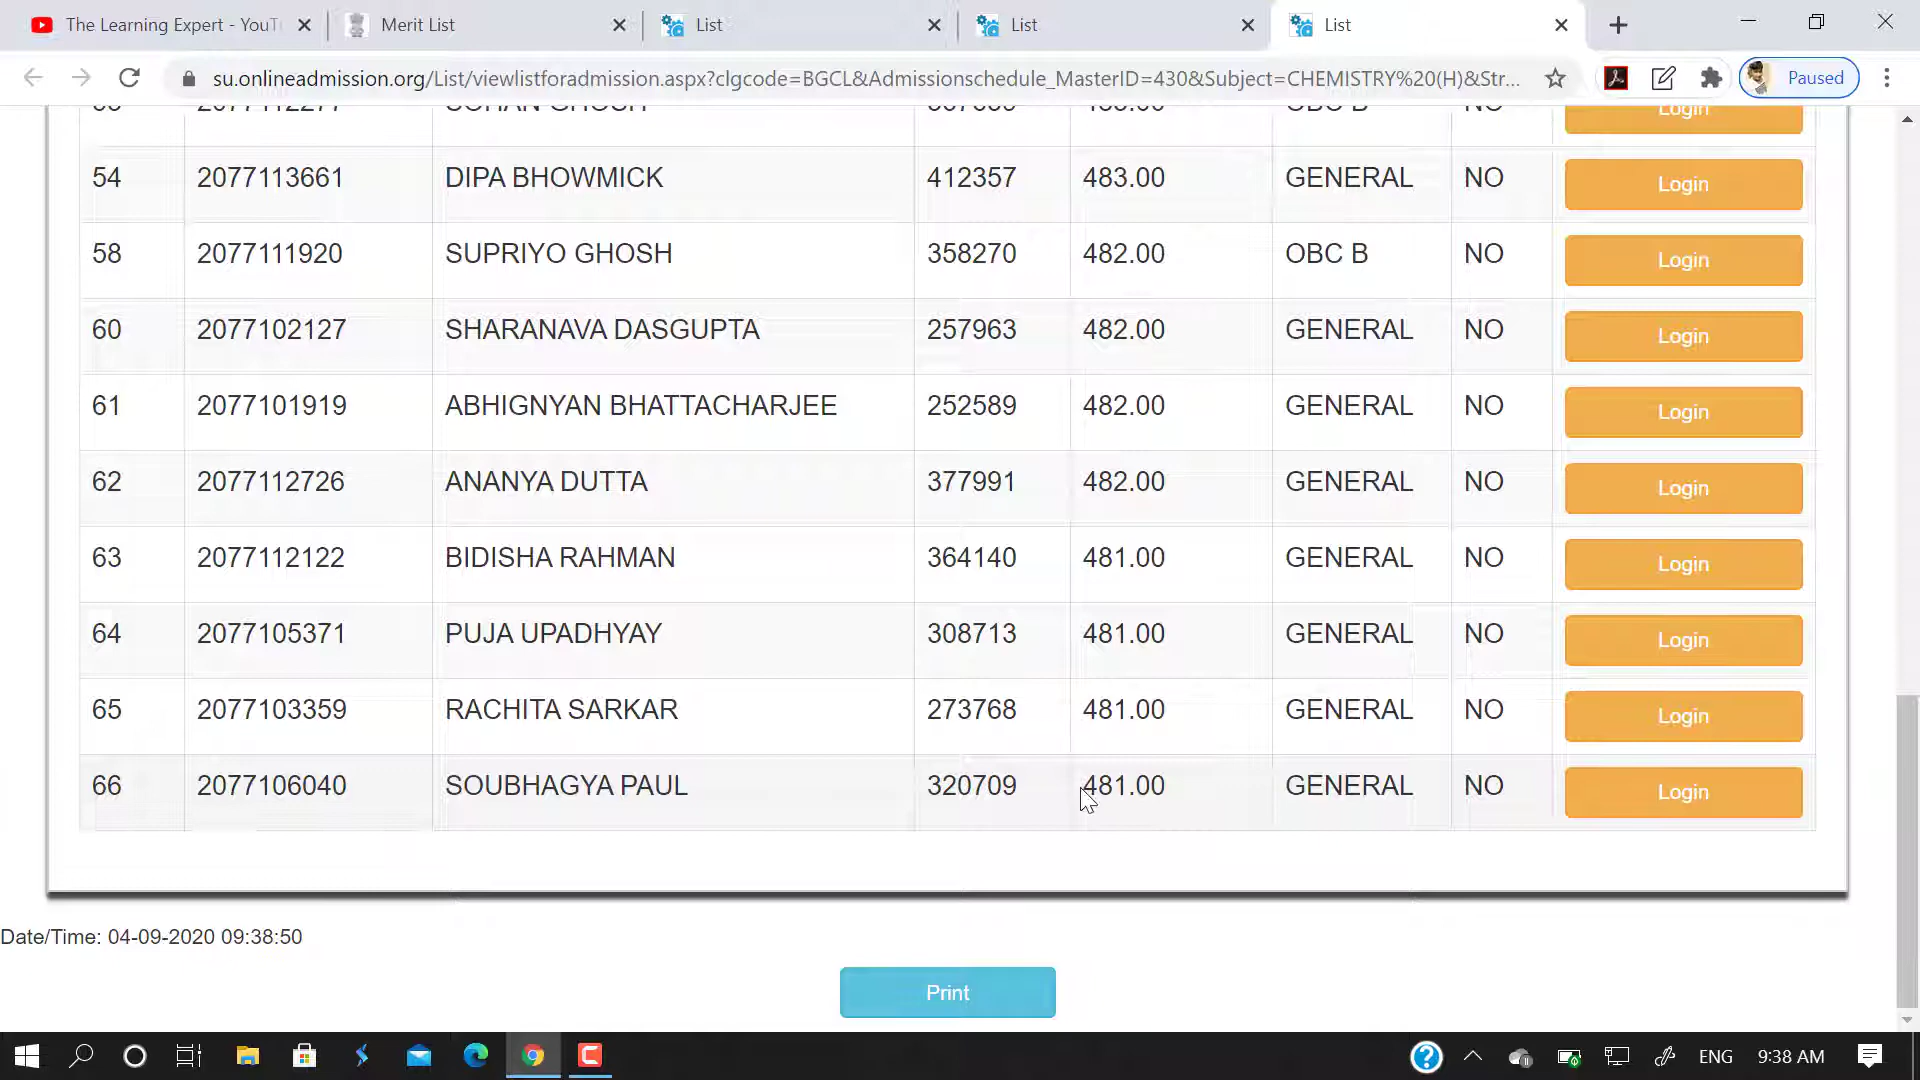 The Learning Expert - YouT
Merit List
List
List
List
su.onlineadmission.org/List/viewlistforadmission.aspx?clgcode=BGCL&Admissionschedule_MasterID=430&Subject=CHEMISTRY%20(H)&Str...
Paused
Login
54 2077113661 DIPA BHOWMICK 412357 483.00 GENERAL NO Login
58 2077111920 SUPRIYO GHOSH 358270 482.00 OBC B NO Login
60 2077102127 SHARANAVA DASGUPTA 257963 482.00 GENERAL NO Login
61 2077101919 ABHIGNYAN BHATTACHARJEE 252589 482.00 GENERAL NO Login
62 2077112726 ANANYA DUTTA 377991 482.00 GENERAL NO Login
63 2077112122 BIDISHA RAHMAN 364140 481.00 GENERAL NO Login
64 2077105371 PUJA UPADHYAY 308713 481.00 GENERAL NO Login
65 2077103359 RACHITA SARKAR 273768 481.00 GENERAL NO Login
66 2077106040 SOUBHAGYA PAUL 320709 481.00 GENERAL NO Login
Date/Time: 04-09-2020 09:38:50
Print
ENG 9:38 AM